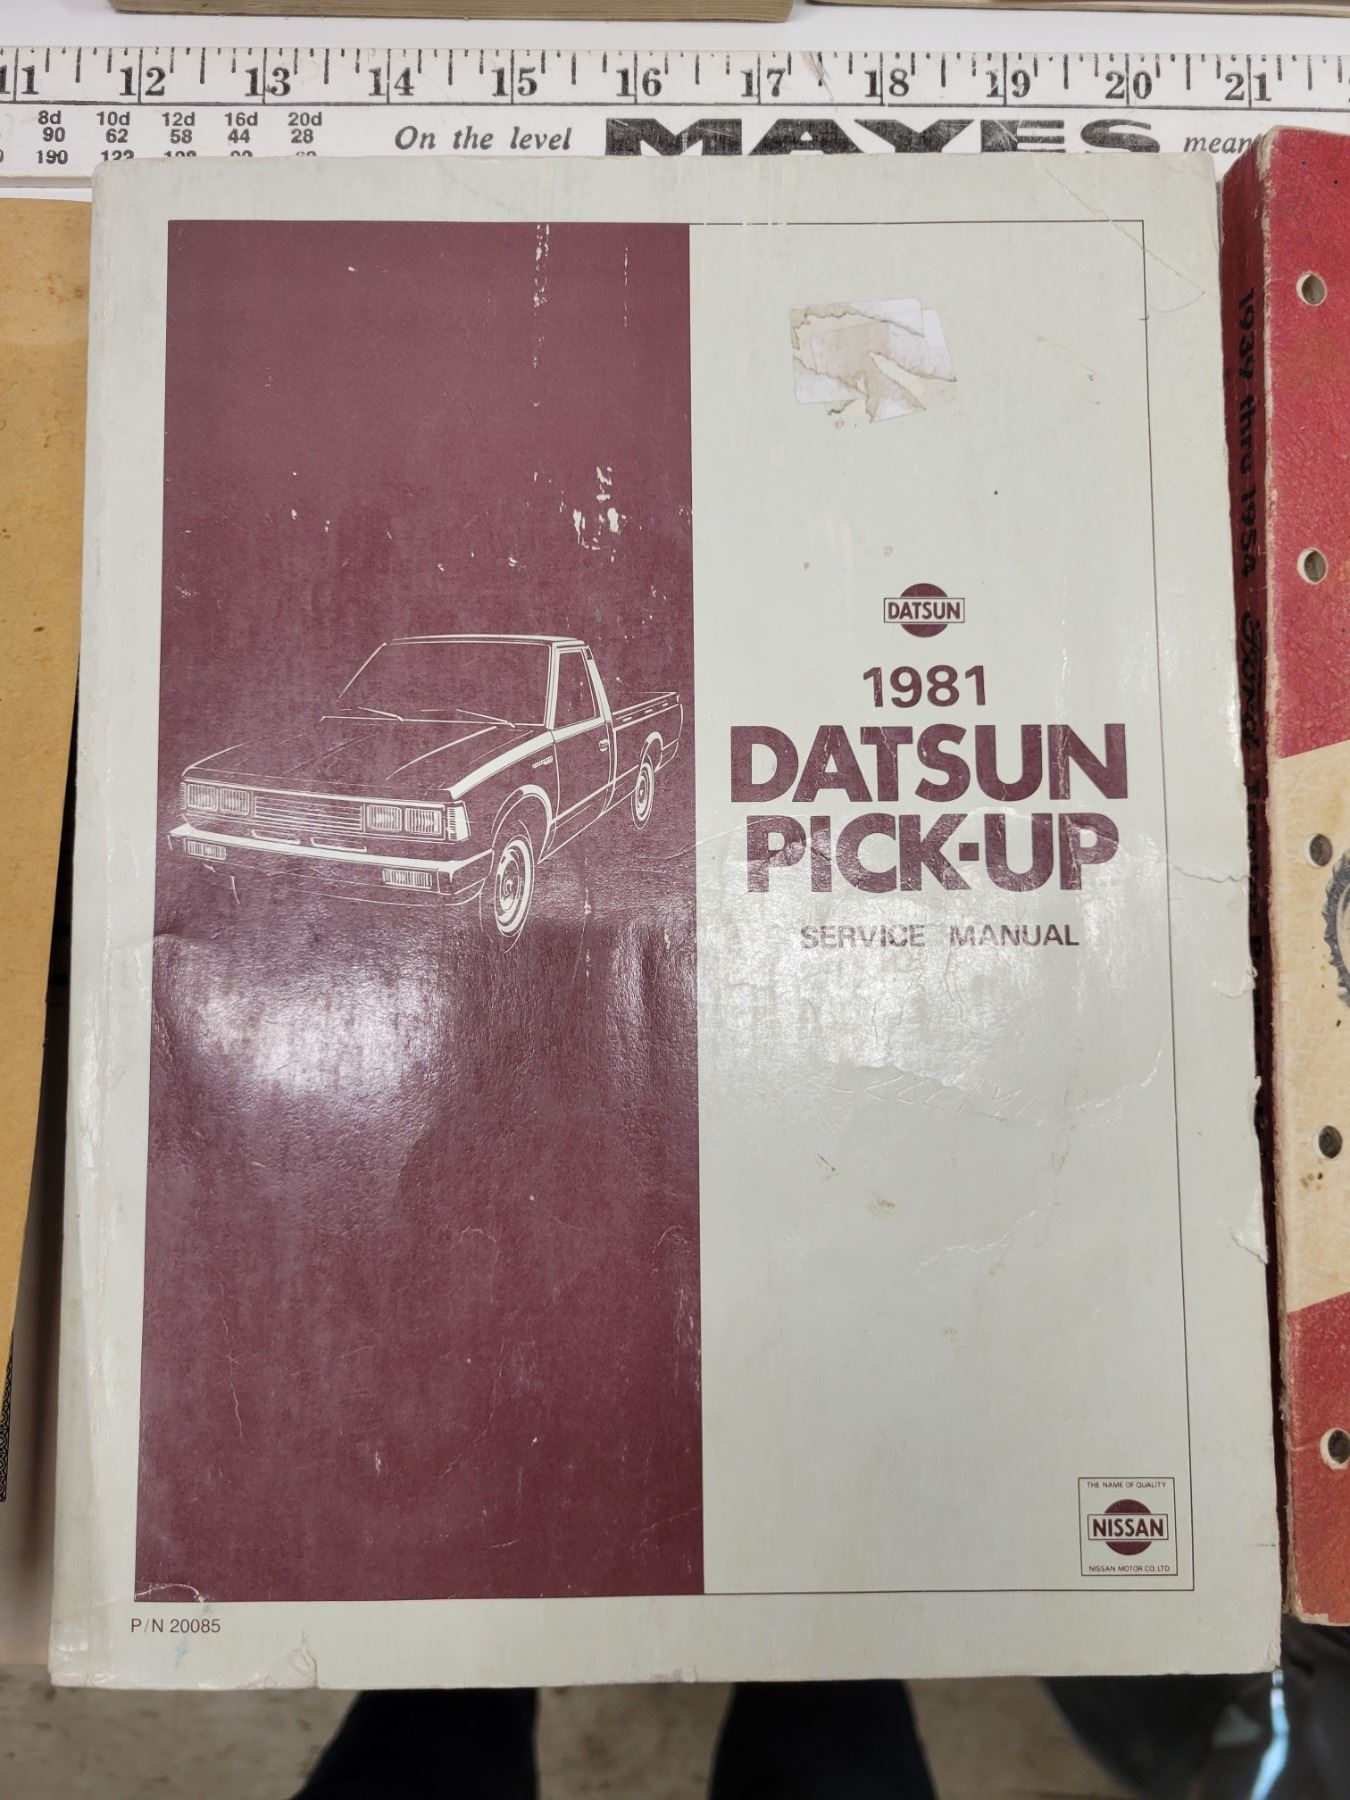 11 12 13 14 15 16 17 18 19 20 21
8d 10d 12d 16d 20d
90 62 58 44 28
190
On the level MAYES
DATSUN
1981
DATSUN
PICK-UP
SERVICE MANUAL
THE NAME OF QUALITY
NISSAN
NISSAN MOTOR CO., LTD.
P/N 20085
1939 thru 1954